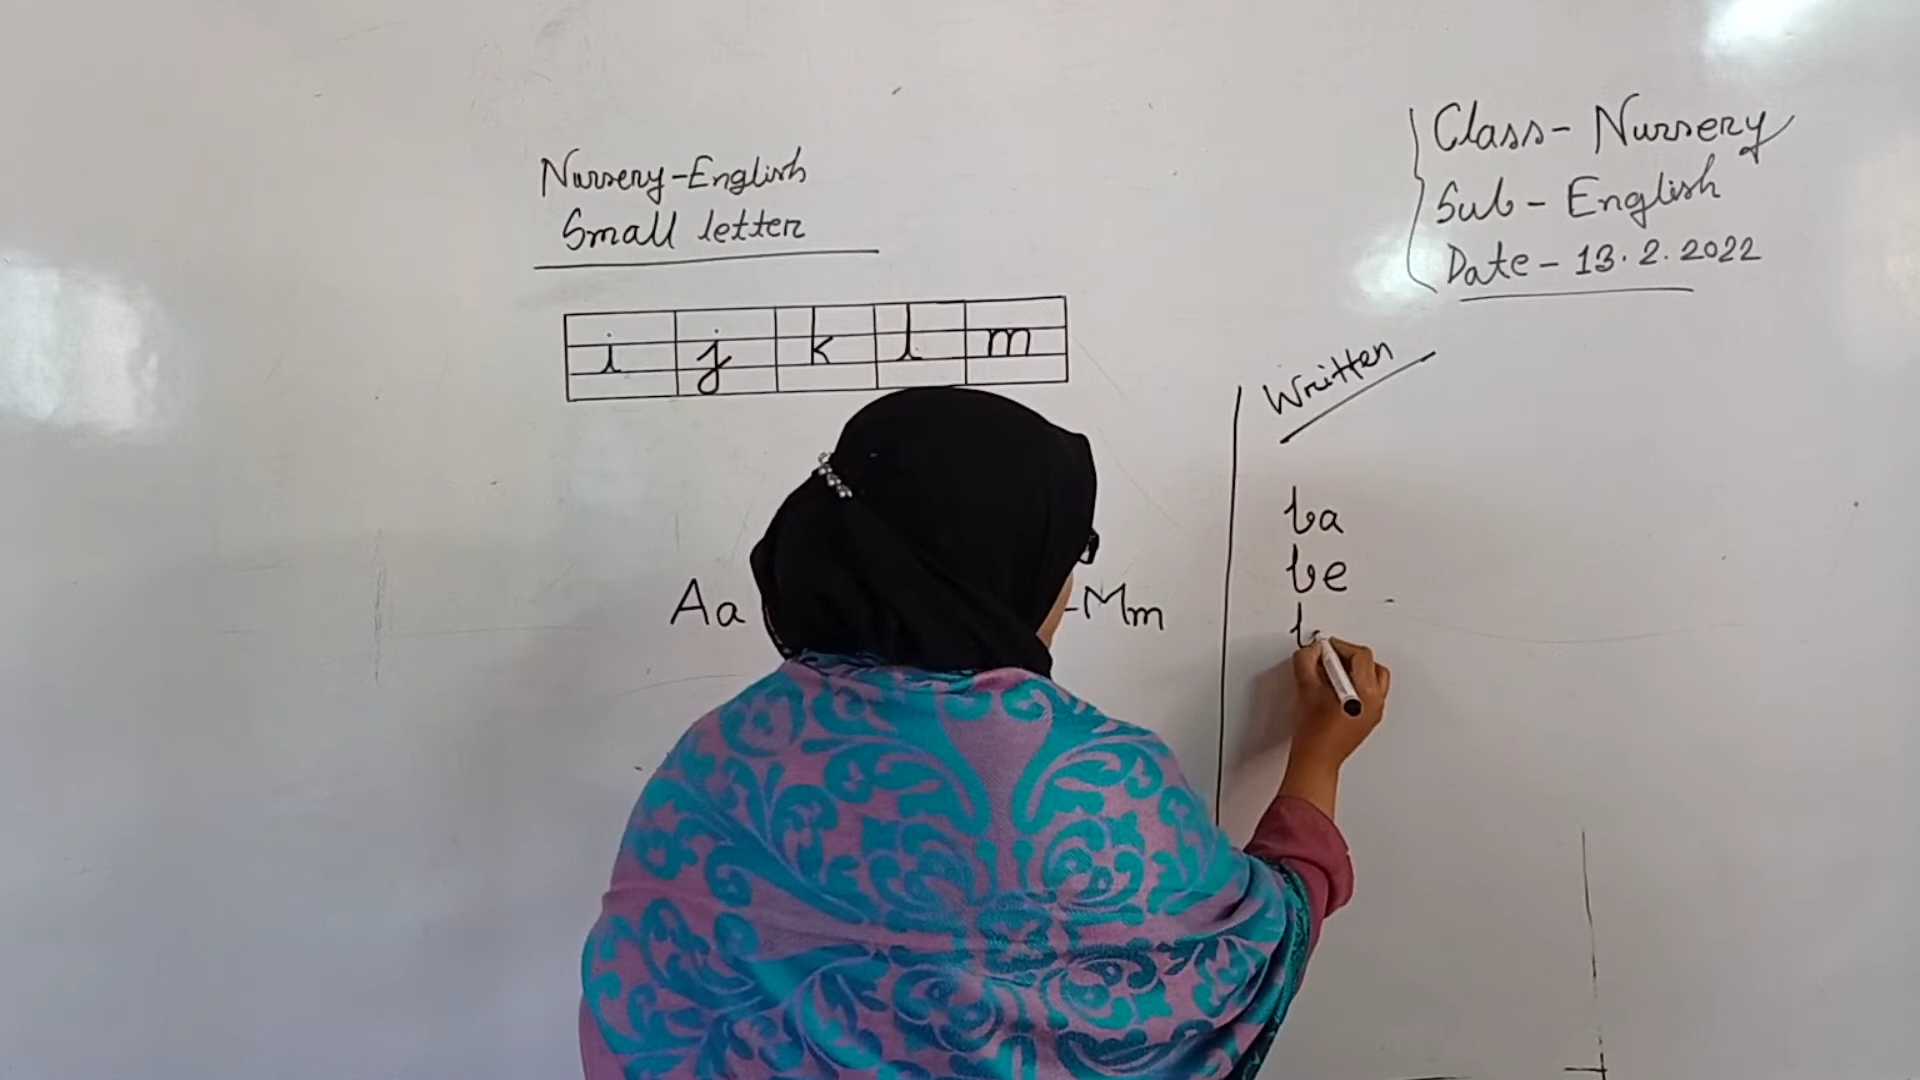 Nursery-English
Small letter
i j k l m
Aa
-Mm
Class- Nursery
Sub- English
Date- 13.2.2022
Written
ba
be
b